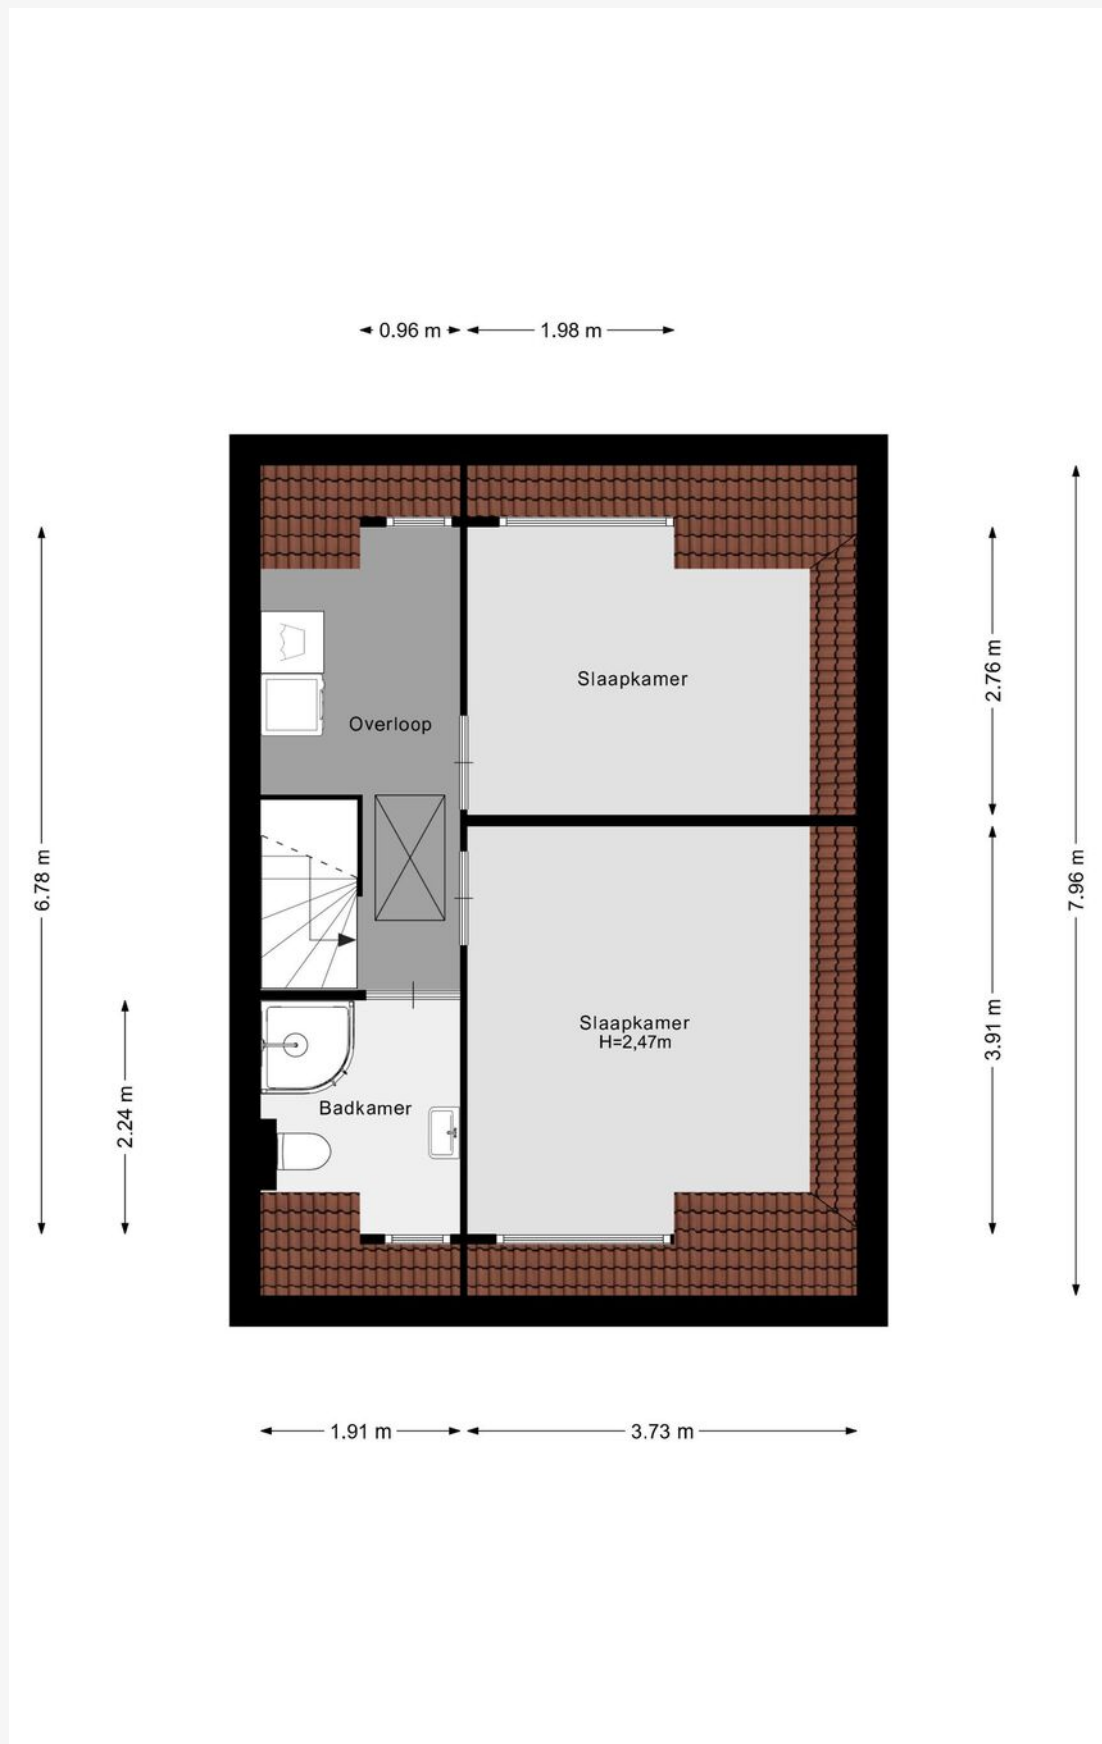 0.96 m
1.98 m
Slaapkamer
2.76 m
Overloop
6.78 m
7.96 m
Slaapkamer
H=2,47m
3.91 m
Badkamer
2.24 m
1.91 m
3.73 m